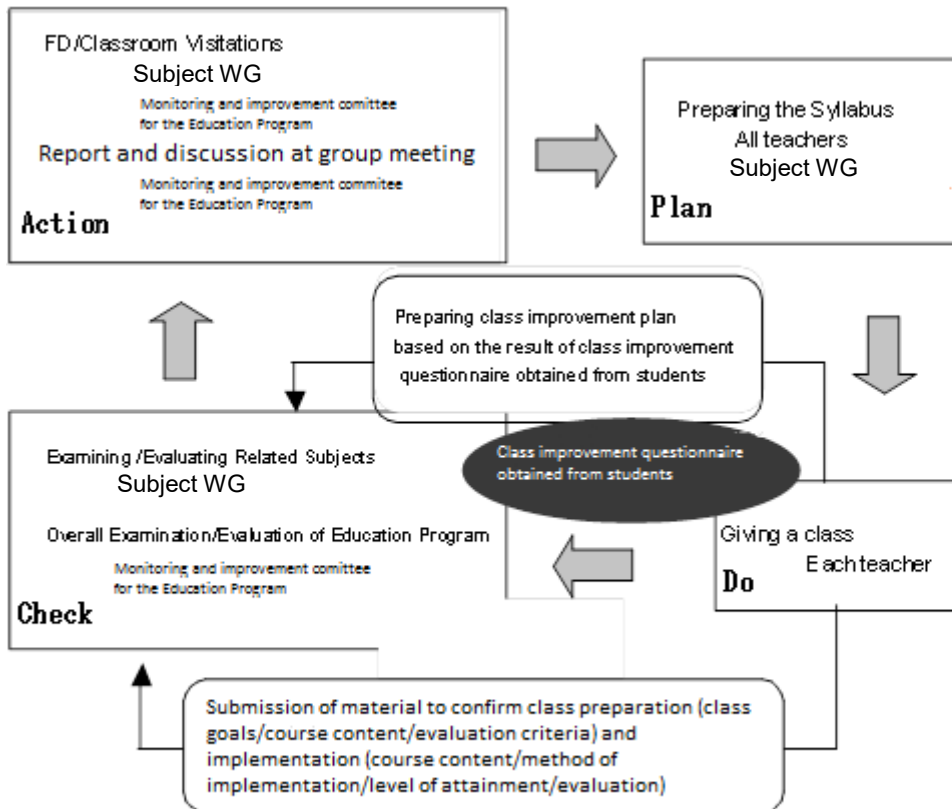 FD/Classroom Visitations
Subject WG
Monitoring and improvement comittee
for the Education Program
Report and discussion at group meeting
Monitoring and improvement commitee
for the Education Program
Action
Preparing the Syllabus
All teachers
Subject WG
Plan
Preparing class improvement plan
based on the result of class improvement
questionnaire obtained from students
Class improvement questionnaire
obtained from students
Examining /Evaluating Related Subjects
Subject WG
Overall Examination/Evaluation of Education Program
Monitoring and improvement comittee
for the Education Program
Check
Giving a class
Each teacher
Do
Submission of material to confirm class preparation (class
goals/course content/evaluation criteria) and
implementation (course content/method of
implementation/level of attainment/evaluation)